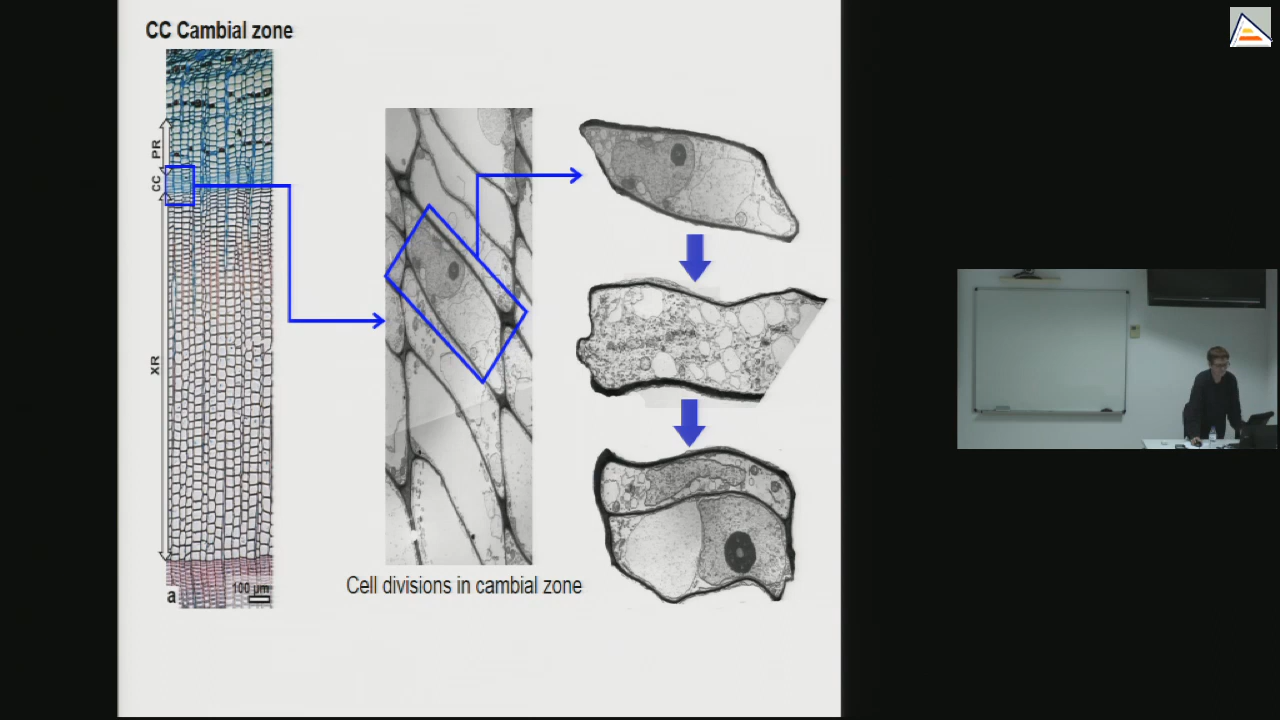 CC Cambial zone
PR
CC
XR
a
100 µm
Cell divisions in cambial zone